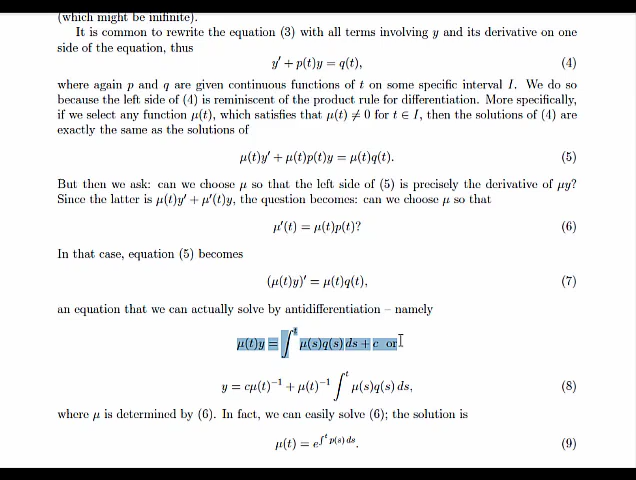 (which might be infinite).
It is common to rewrite the equation (3) with all terms involving y and its derivative on one
side of the equation, thus
y′ + p(t)y = q(t), (4)
where again p and q are given continuous functions of t on some specific interval I. We do so
because the left side of (4) is reminiscent of the product rule for differentiation. More specifically,
if we select any function μ(t), which satisfies that μ(t) ≠ 0 for t ∈ I, then the solutions of (4) are
exactly the same as the solutions of
μ(t)y′ + μ(t)p(t)y = μ(t)q(t). (5)
But then we ask: can we choose μ so that the left side of (5) is precisely the derivative of μy?
Since the latter is μ(t)y′ + μ′(t)y, the question becomes: can we choose μ so that
μ′(t) = μ(t)p(t)? (6)
In that case, equation (5) becomes
(μ(t)y)′ = μ(t)q(t), (7)
an equation that we can actually solve by antidifferentiation – namely
μ(t)y = ∫^t μ(s)q(s) ds + c or
y = cμ(t)⁻¹ + μ(t)⁻¹ ∫^t μ(s)q(s) ds, (8)
where μ is determined by (6). In fact, we can easily solve (6); the solution is
μ(t) = e^{∫^t p(s) ds}. (9)